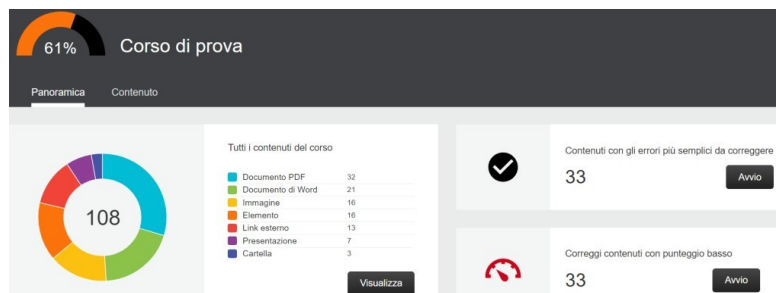 61%
Corso di prova
Panoramica Contenuto
108
Tutti i contenuti del corso
Documento PDF 32
Documento di Word 21
Immagine 16
Elemento 16
Link esterno 13
Presentazione 7
Cartella 3
Visualizza
Contenuti con gli errori più semplici da correggere
33 Avvio
Correggi contenuti con punteggio basso
33 Avvio